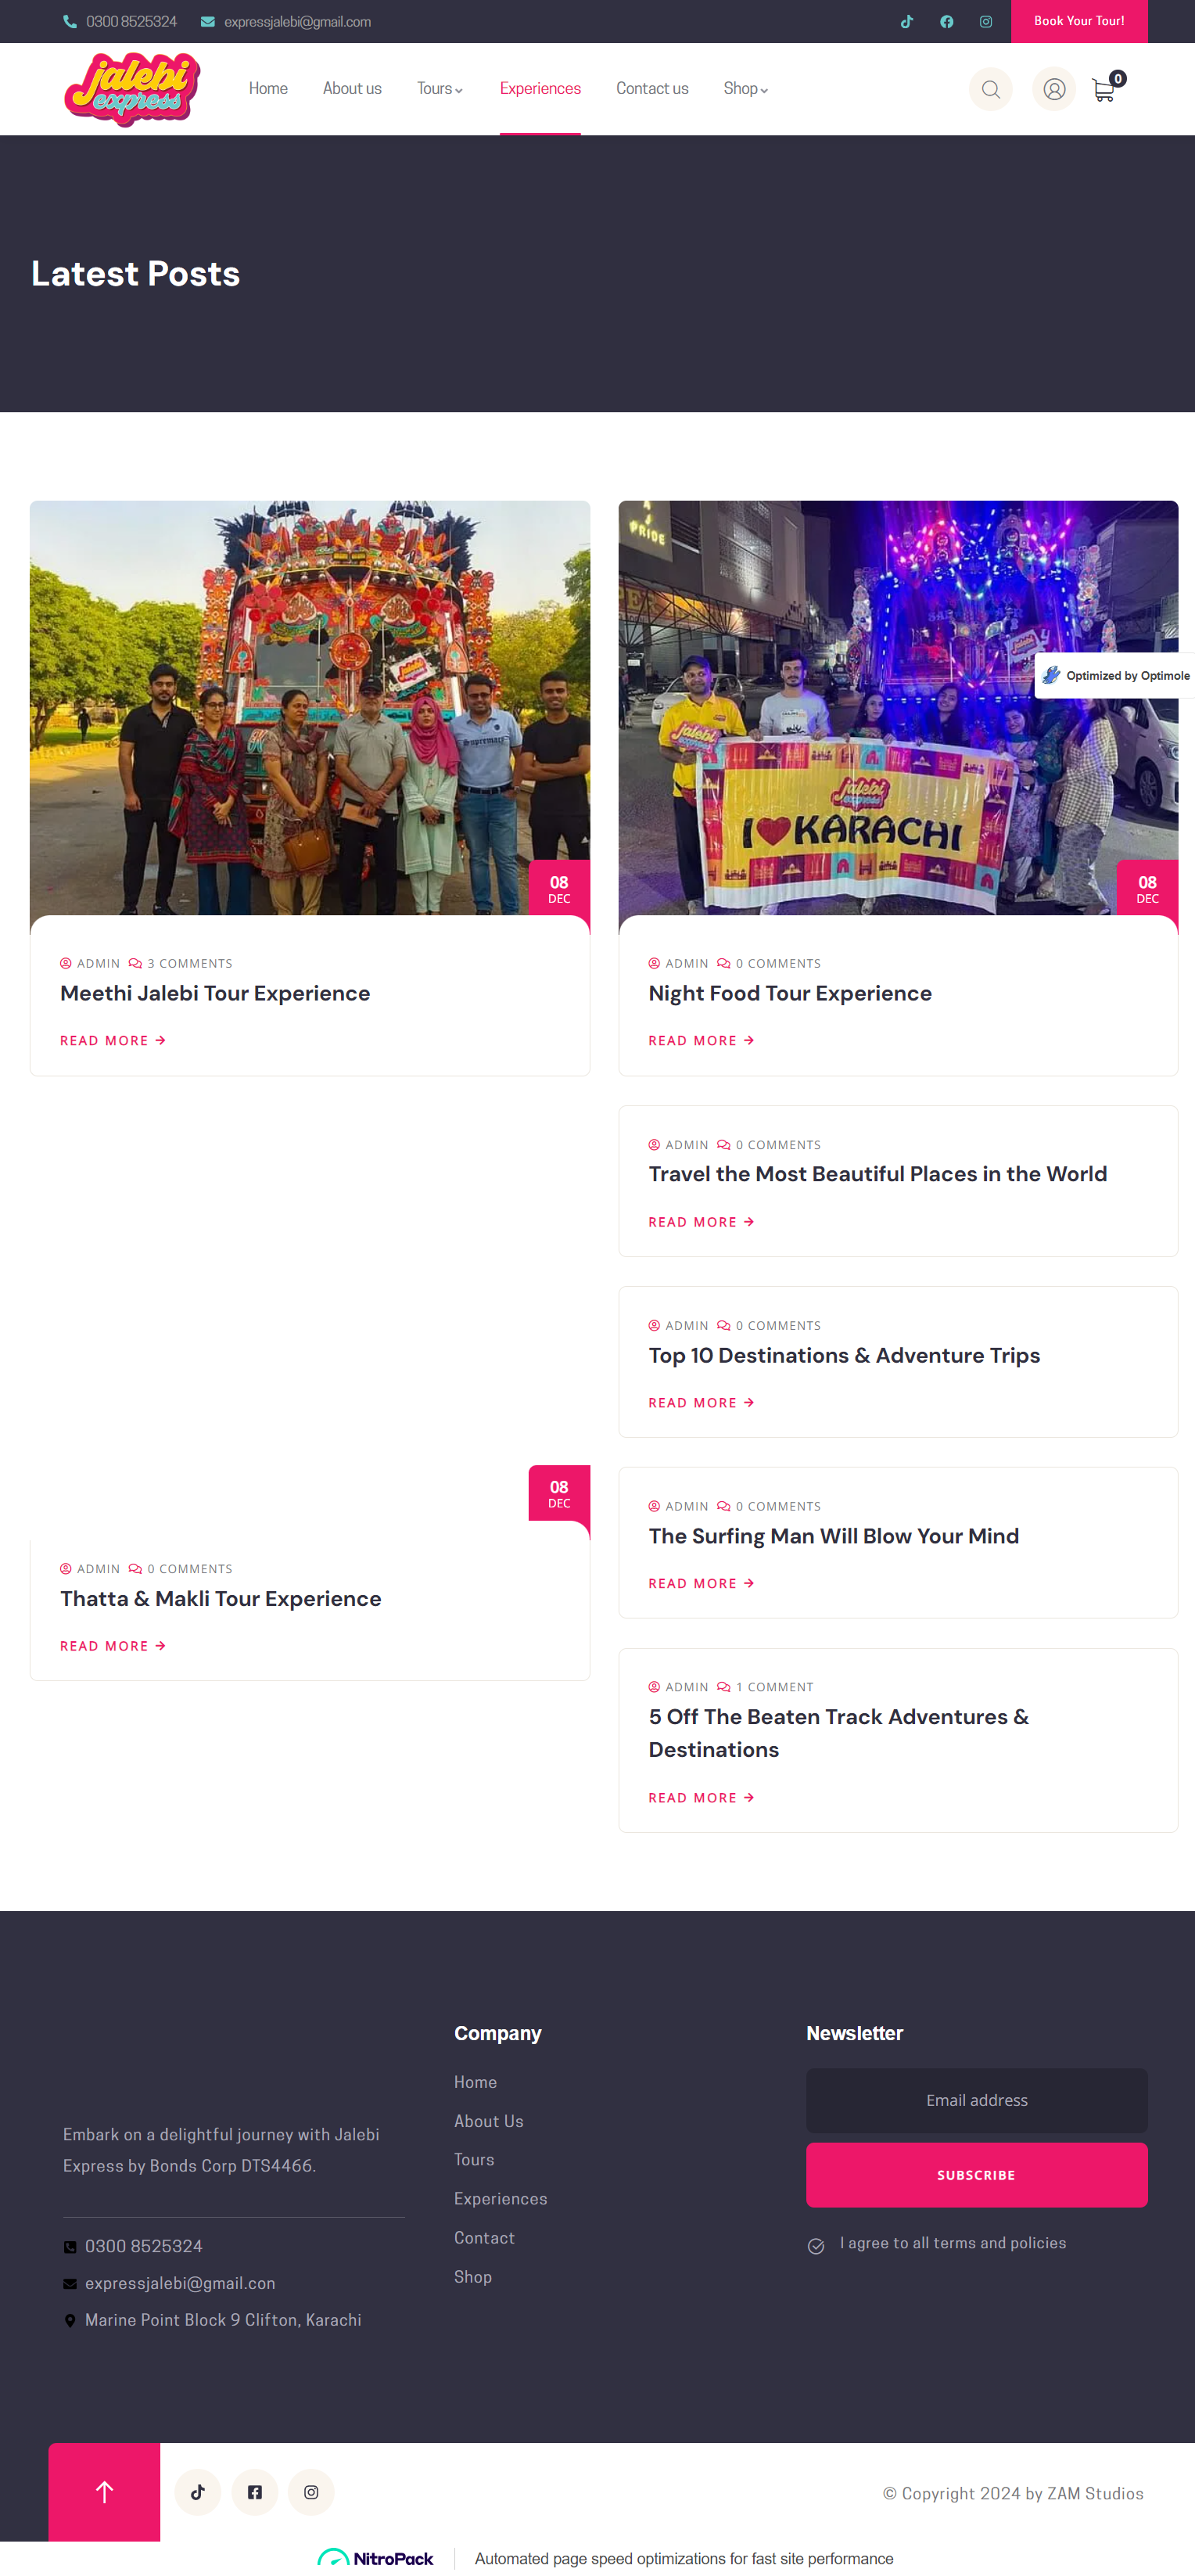 0300 8525324
expressjalebi@gmail.com
Book Your Tour!
jalebi
express
Home
About us
Tours
Experiences
Contact us
Shop
0
Latest Posts
jalebi
express
Supremacy
08
DEC
ADMIN 3 COMMENTS
Meethi Jalebi Tour Experience
READ MORE
PRIDE
Optimized by Optimole
jalebi
express
jalebi
express
I KARACHI
08
DEC
ADMIN 0 COMMENTS
Night Food Tour Experience
READ MORE
ADMIN 0 COMMENTS
Travel the Most Beautiful Places in the World
READ MORE
ADMIN 0 COMMENTS
Top 10 Destinations & Adventure Trips
READ MORE
08
DEC
ADMIN 0 COMMENTS
Thatta & Makli Tour Experience
READ MORE
ADMIN 0 COMMENTS
The Surfing Man Will Blow Your Mind
READ MORE
ADMIN 1 COMMENT
5 Off The Beaten Track Adventures &
Destinations
READ MORE
Embark on a delightful journey with Jalebi
Express by Bonds Corp DTS4466.
0300 8525324
expressjalebi@gmail.con
Marine Point Block 9 Clifton, Karachi
Company
Home
About Us
Tours
Experiences
Contact
Shop
Newsletter
Email address
SUBSCRIBE
I agree to all terms and policies
© Copyright 2024 by ZAM Studios
NitroPack
Automated page speed optimizations for fast site performance